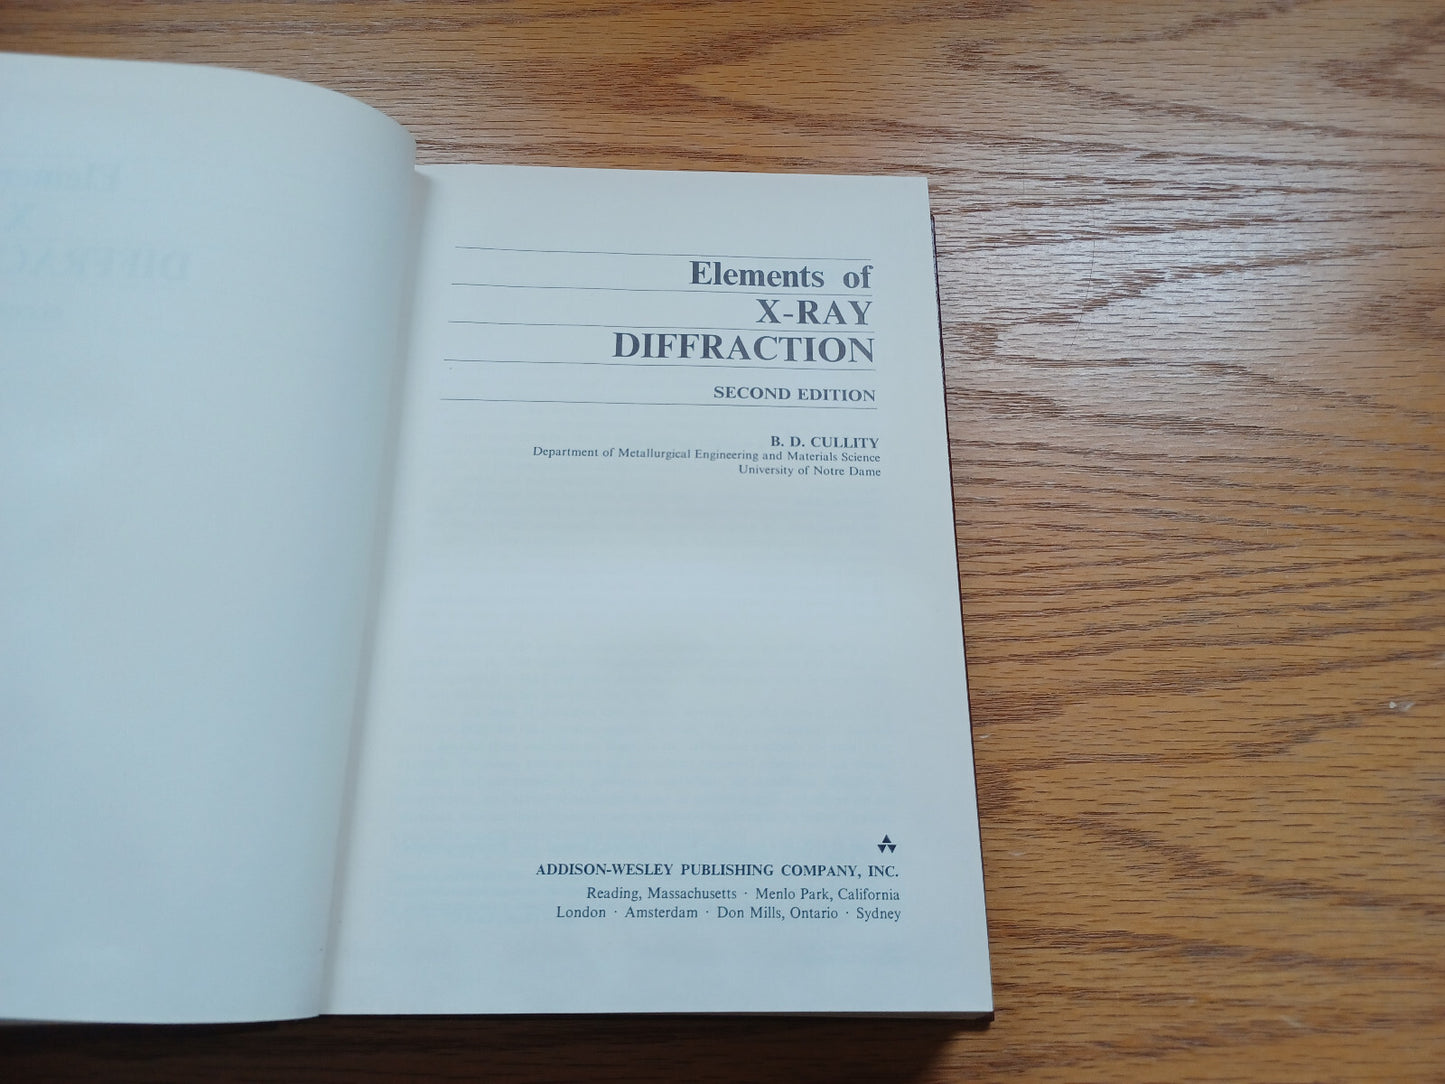 Elements of
X-RAY
DIFFRACTION
SECOND EDITION
B. D. CULLITY
Department of Metallurgical Engineering and Materials Science
University of Notre Dame
ADDISON-WESLEY PUBLISHING COMPANY, INC.
Reading, Massachusetts · Menlo Park, California
London · Amsterdam · Don Mills, Ontario · Sydney